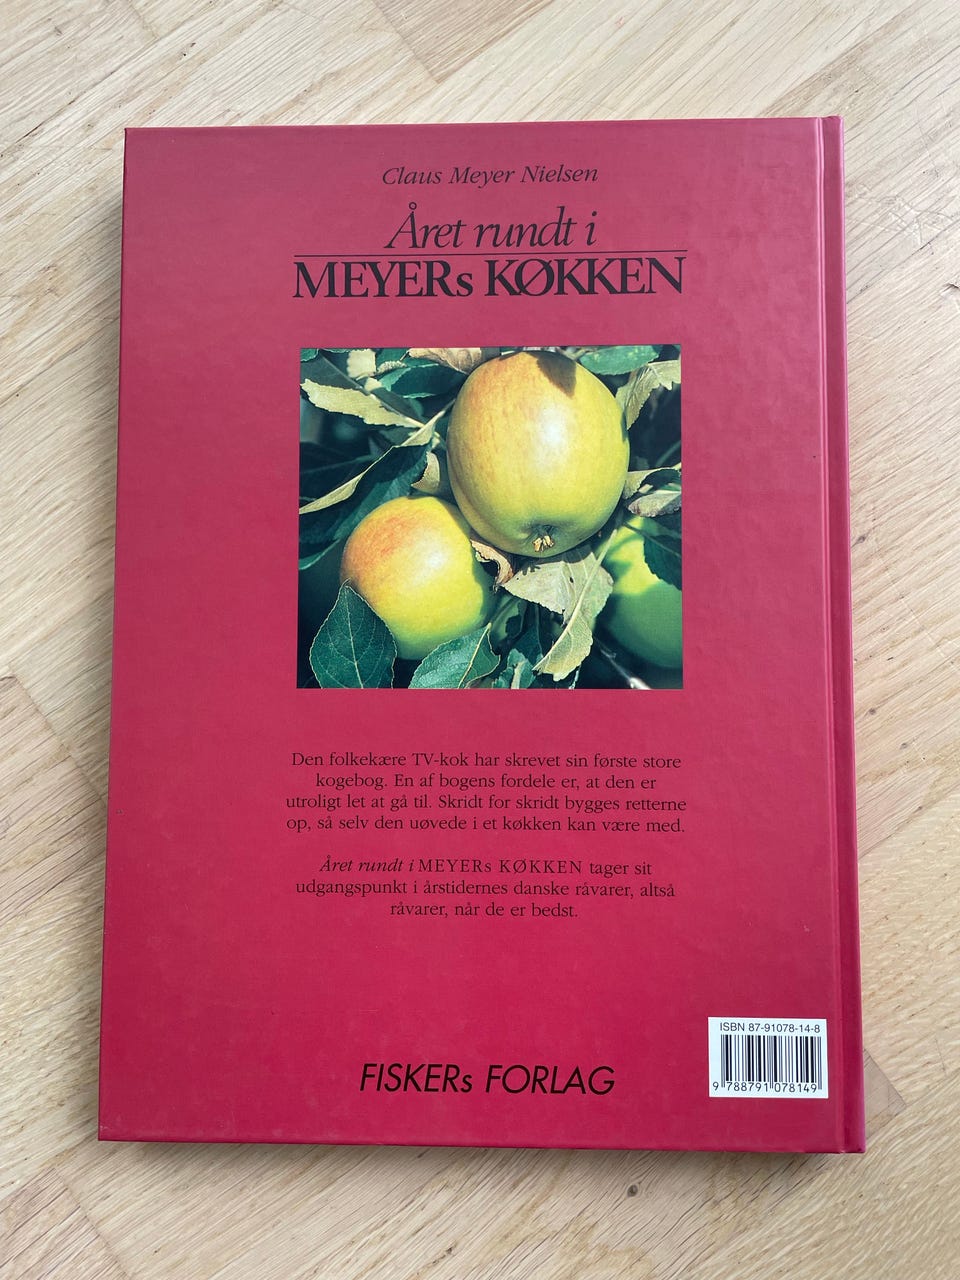 Claus Meyer Nielsen
Året rundt i
MEYERs KØKKEN
Den folkekære TV-kok har skrevet sin første store
kogebog. En af bogens fordele er, at den er
utroligt let at gå til. Skridt for skridt bygges retterne
op, så selv den uøvede i et køkken kan være med.
Året rundt i MEYERs KØKKEN tager sit
udgangspunkt i årstidernes danske råvarer, altså
råvarer, når de er bedst.
ISBN 87-91078-14-8
9 788791 078149
FISKERs FORLAG